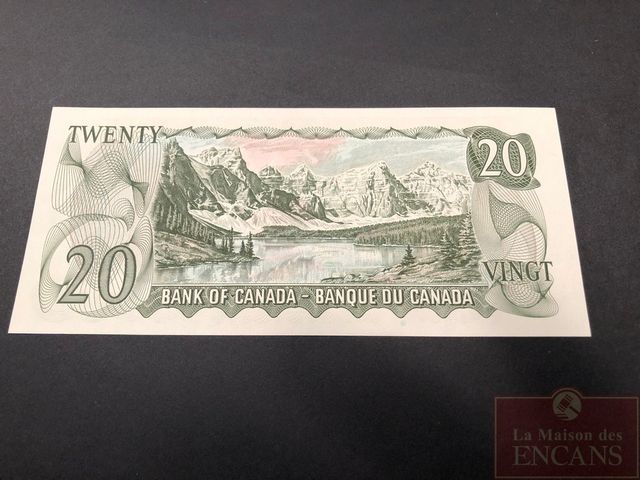 TWENTY
20
20
VINGT
BANK OF CANADA - BANQUE DU CANADA
La Maison des
ENCANS